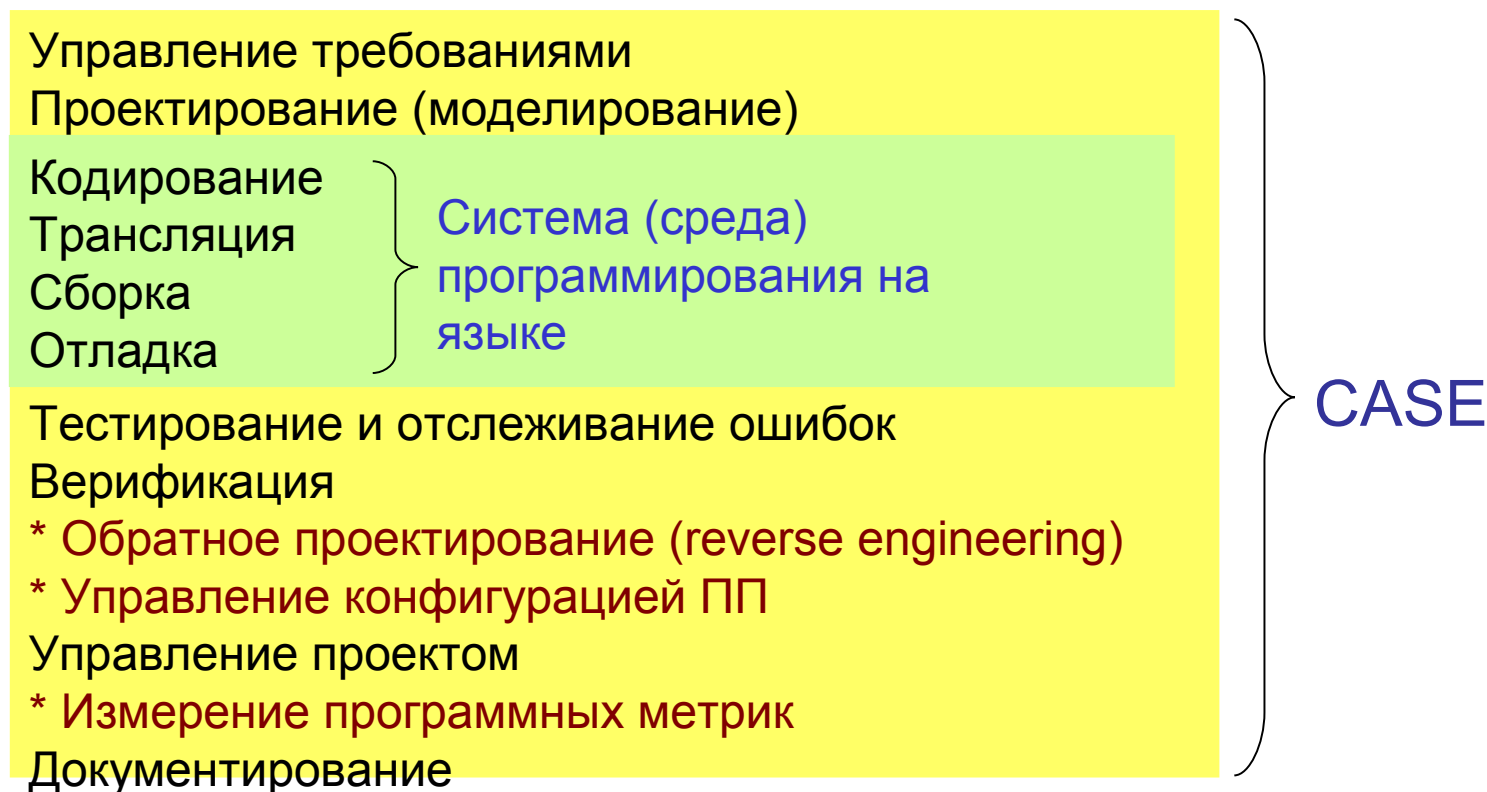 Управление требованиями
Проектирование (моделирование)
Кодирование
Трансляция
Сборка
Отладка
Система (среда)
программирования на
языке
Тестирование и отслеживание ошибок
Верификация
* Обратное проектирование (reverse engineering)
* Управление конфигурацией ПП
Управление проектом
* Измерение программных метрик
Документирование
CASE